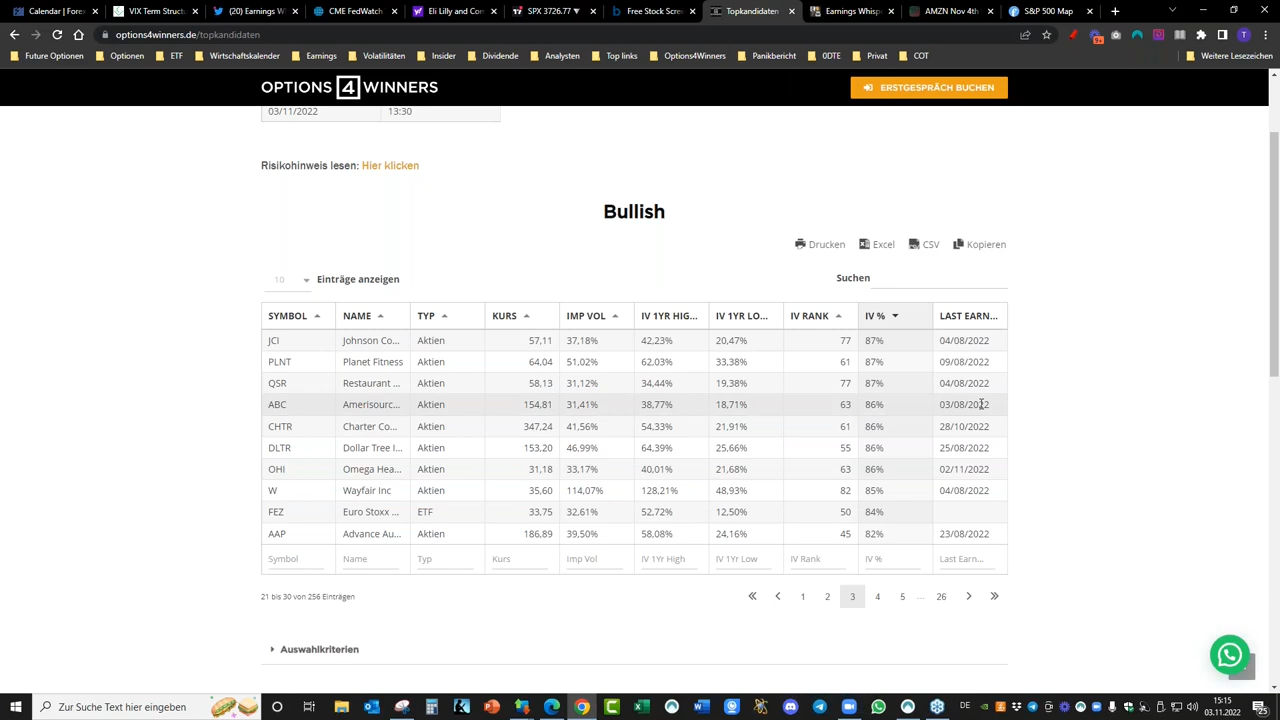 Calendar | Fore:
VIX Term Struct
(20) Earnings W
CME FedWatch
Eli Lilly and Co
SPX 3726.77 ▼
Free Stock Scree
Topkandidaten
Earnings Whisp
AMZN Nov 4th
S&P 500 Map
options4winners.de/topkandidaten
Future Optionen Optionen ETF Wirtschaftskalender Earnings Volatilitäten Insider Dividende Analysten Top links Options4Winners Panikbericht 0DTE Privat COT Weitere Lesezeichen
OPTIONS 4 WINNERS
ERSTGESPRÄCH BUCHEN
03/11/2022 13:30
Risikohinweis lesen: Hier klicken
Bullish
Drucken Excel CSV Kopieren
10 Einträge anzeigen
Suchen
SYMBOL NAME TYP KURS IMP VOL IV 1YR HIG... IV 1YR LO... IV RANK IV % LAST EARN...
JCI Johnson Co... Aktien 57,11 37,18% 42,23% 20,47% 77 87% 04/08/2022
PLNT Planet Fitness Aktien 64,04 51,02% 62,03% 33,38% 61 87% 09/08/2022
QSR Restaurant ... Aktien 58,13 31,12% 34,44% 19,38% 77 87% 04/08/2022
ABC Amerisourc... Aktien 154,81 31,41% 38,77% 18,71% 63 86% 03/08/2022
CHTR Charter Co... Aktien 347,24 41,56% 54,33% 21,91% 61 86% 28/10/2022
DLTR Dollar Tree I... Aktien 153,20 46,99% 64,39% 25,66% 55 86% 25/08/2022
OHI Omega Hea... Aktien 31,18 33,17% 40,01% 21,68% 63 86% 02/11/2022
W Wayfair Inc Aktien 35,60 114,07% 128,21% 48,93% 82 85% 04/08/2022
FEZ Euro Stoxx ... ETF 33,75 32,61% 52,72% 12,50% 50 84%
AAP Advance Au... Aktien 186,89 39,50% 58,08% 24,16% 45 82% 23/08/2022
Symbol Name Typ Kurs Imp Vol IV 1Yr High IV 1Yr Low IV Rank IV % Last Earn...
21 bis 30 von 256 Einträgen
1 2 3 4 5 ... 26
Auswahlkriterien
Zur Suche Text hier eingeben
DE
15:15
03.11.2022